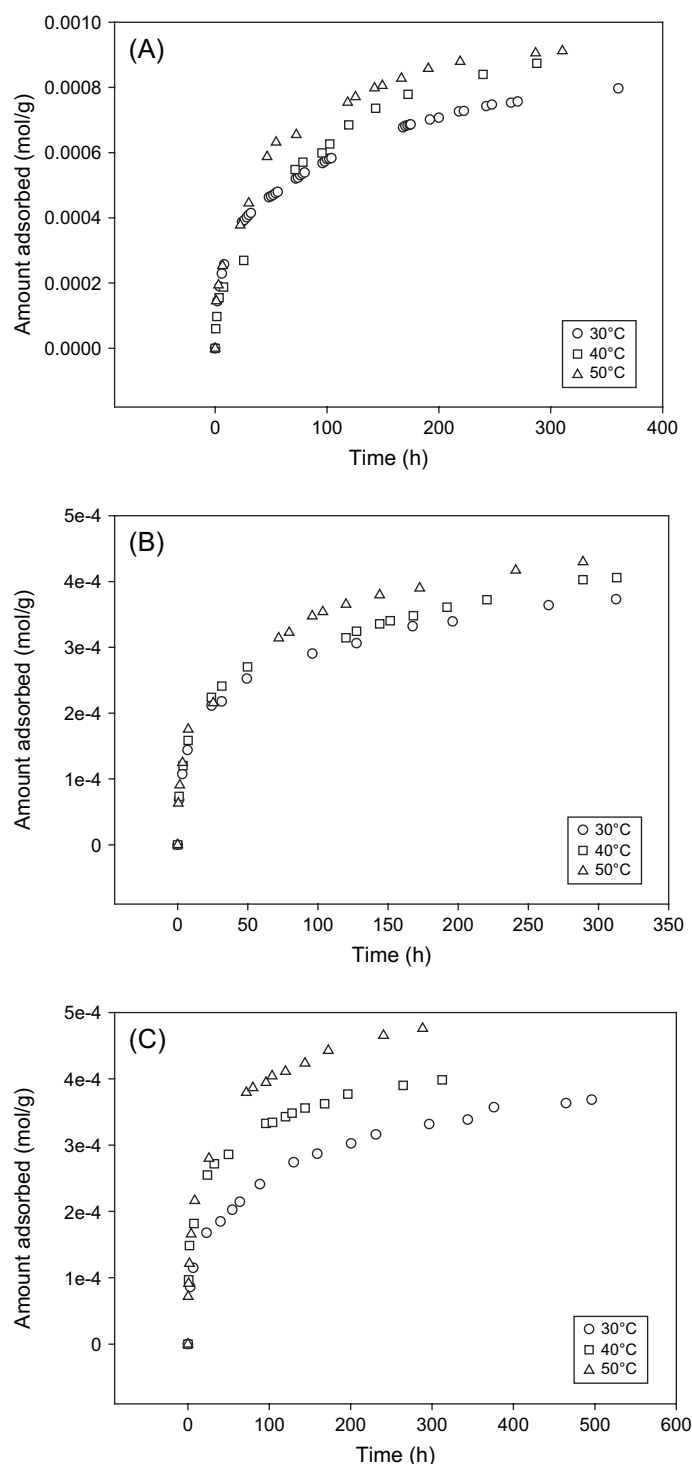 (A)
Amount adsorbed (mol/g)
0.0010
0.0008
0.0006
0.0004
0.0002
0.0000
30°C
40°C
50°C
0 100 200 300 400
Time (h)
(B)
Amount adsorbed (mol/g)
5e-4
4e-4
3e-4
2e-4
1e-4
0
30°C
40°C
50°C
0 50 100 150 200 250 300 350
Time (h)
(C)
Amount adsorbed (mol/g)
5e-4
4e-4
3e-4
2e-4
1e-4
0
30°C
40°C
50°C
0 100 200 300 400 500 600
Time (h)